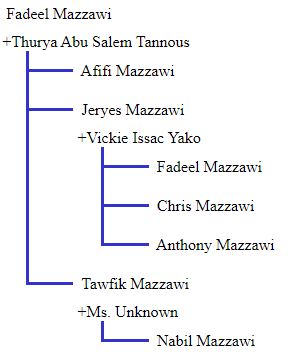 Fadeel Mazzawi
+Thurya Abu Salem Tannous
Afifi Mazzawi
Jeryes Mazzawi
+Vickie Issac Yako
Fadeel Mazzawi
Chris Mazzawi
Anthony Mazzawi
Tawfik Mazzawi
+Ms. Unknown
Nabil Mazzawi